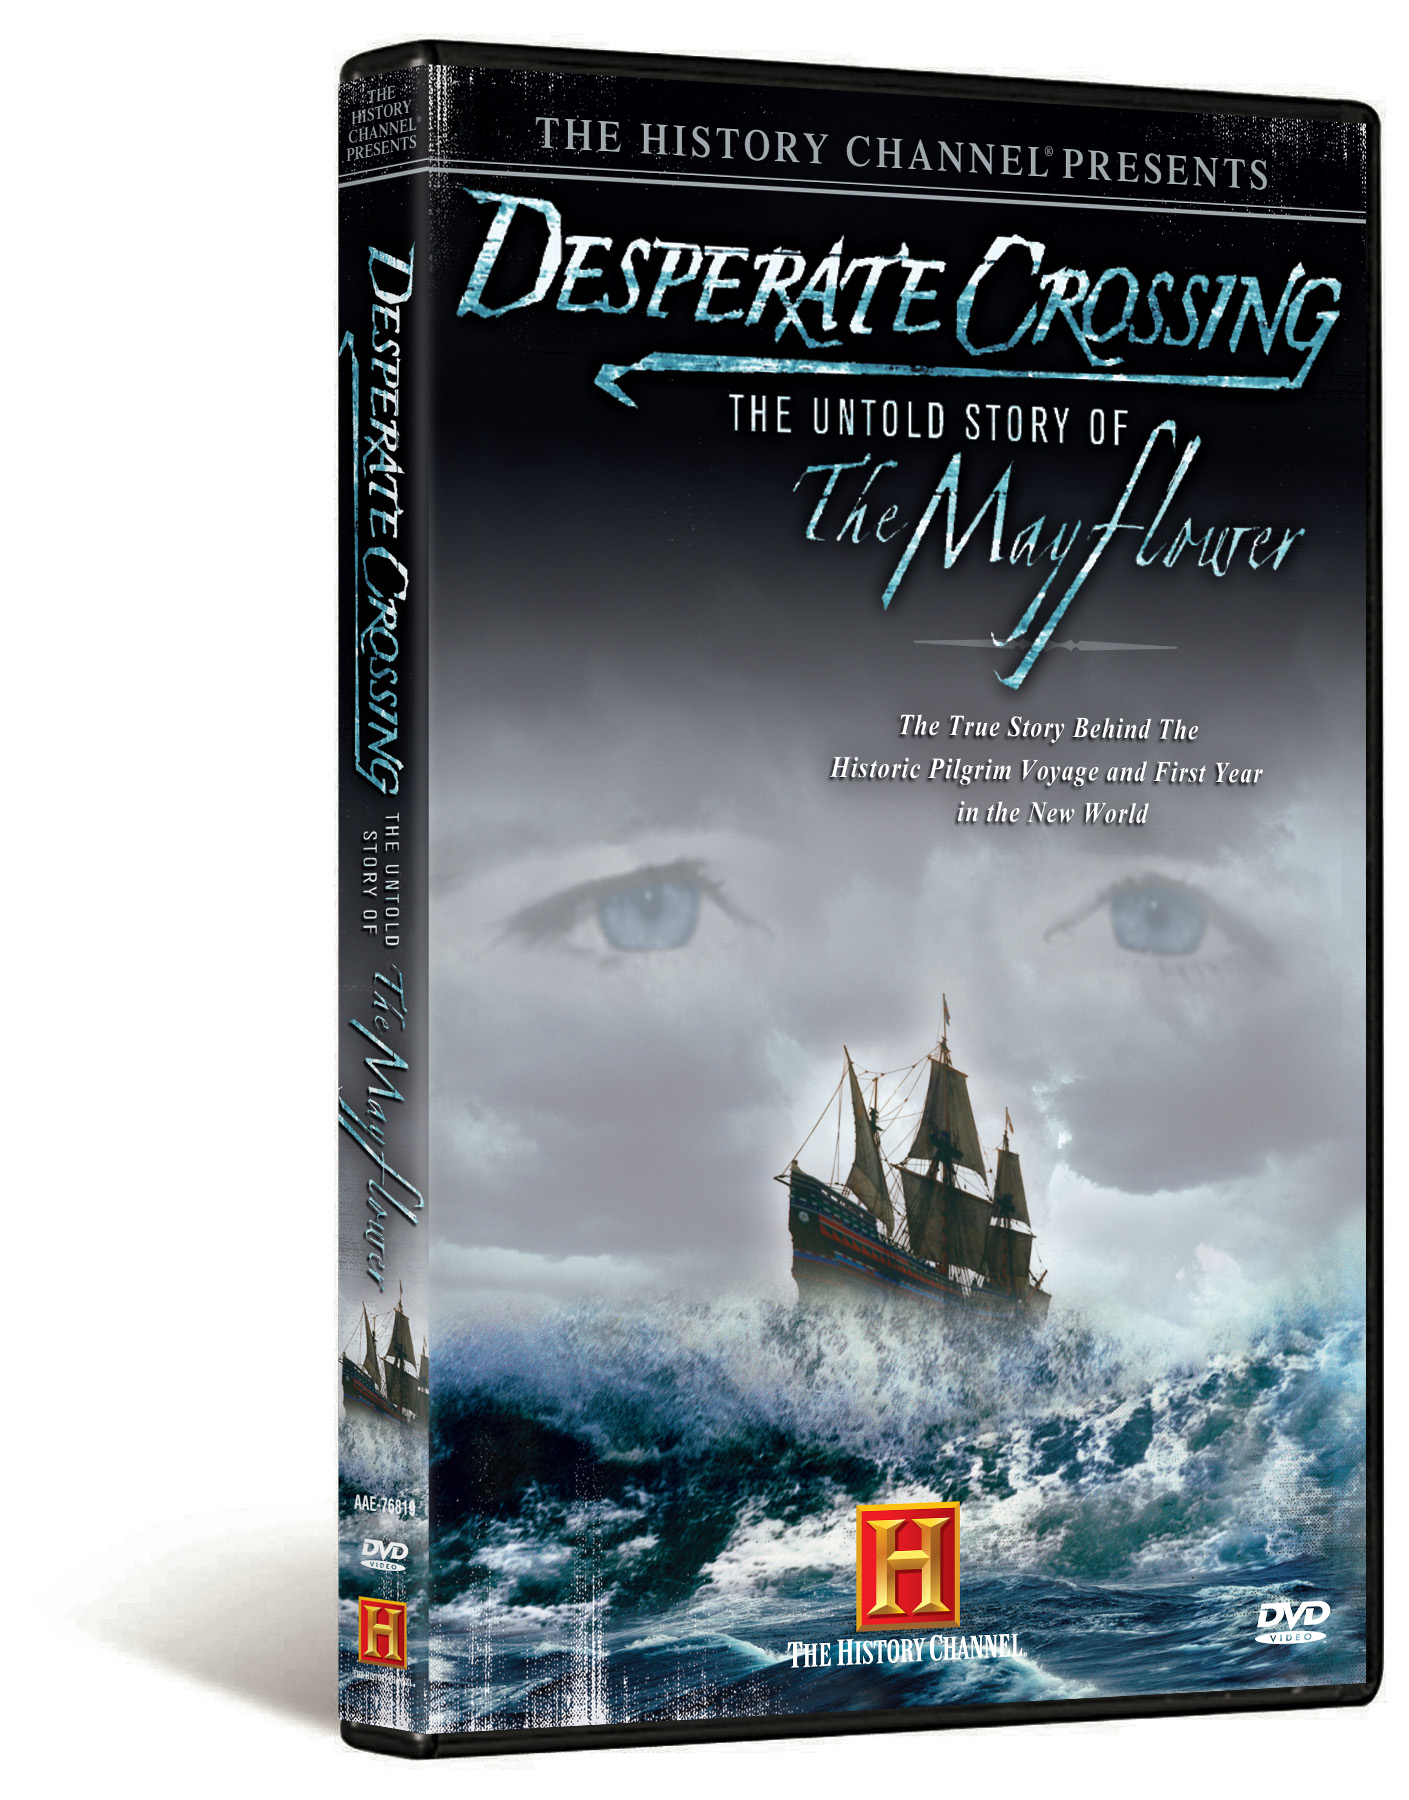 THE
HISTORY
CHANNEL®
PRESENTS
DESPERATE CROSSING
THE UNTOLD
STORY OF
The Mayflower
AAE-76819
DVD
VIDEO
H
THE HISTORY CHANNEL®PRESENTS
DESPERATE CROSSING
THE UNTOLD STORY OF
The Mayflower
The True Story Behind The
Historic Pilgrim Voyage and First Year
in the New World
H
THE HISTORY CHANNEL.
DVD
VIDEO